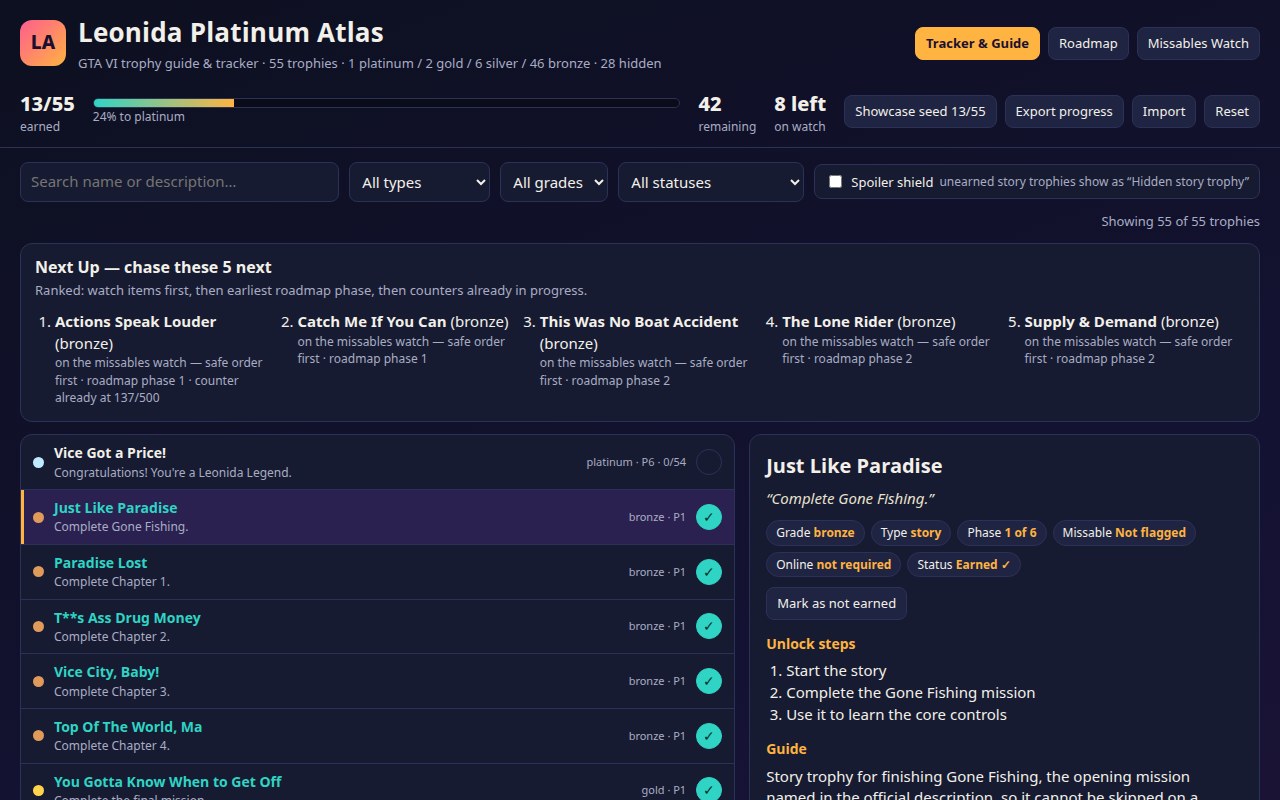 LA
Leonida Platinum Atlas
GTA VI trophy guide & tracker · 55 trophies · 1 platinum / 2 gold / 6 silver / 46 bronze · 28 hidden
Tracker & Guide
Roadmap
Missables Watch
13/55
earned
24% to platinum
42
remaining
8 left
on watch
Showcase seed 13/55
Export progress
Import
Reset
Search name or description...
All types
All grades
All statuses
Spoiler shield unearned story trophies show as “Hidden story trophy”
Showing 55 of 55 trophies
Next Up — chase these 5 next
Ranked: watch items first, then earliest roadmap phase, then counters already in progress.
1. Actions Speak Louder
(bronze)
on the missables watch — safe order
first · roadmap phase 1 · counter
already at 137/500
2. Catch Me If You Can (bronze)
on the missables watch — safe order
first · roadmap phase 1
3. This Was No Boat Accident
(bronze)
on the missables watch — safe order
first · roadmap phase 2
4. The Lone Rider (bronze)
on the missables watch — safe order
first · roadmap phase 2
5. Supply & Demand (bronze)
on the missables watch — safe order
first · roadmap phase 2
Vice Got a Price!
Congratulations! You're a Leonida Legend.
platinum · P6 · 0/54
Just Like Paradise
Complete Gone Fishing.
bronze · P1
✓
Paradise Lost
Complete Chapter 1.
bronze · P1
✓
T**s Ass Drug Money
Complete Chapter 2.
bronze · P1
✓
Vice City, Baby!
Complete Chapter 3.
bronze · P1
✓
Top Of The World, Ma
Complete Chapter 4.
bronze · P1
✓
You Gotta Know When to Get Off
Complete the final mission.
gold · P1
✓
Just Like Paradise
“Complete Gone Fishing.”
Grade bronze
Type story
Phase 1 of 6
Missable Not flagged
Online not required
Status Earned ✓
Mark as not earned
Unlock steps
1. Start the story
2. Complete the Gone Fishing mission
3. Use it to learn the core controls
Guide
Story trophy for finishing Gone Fishing, the opening mission
named in the official description, so it cannot be skipped on a